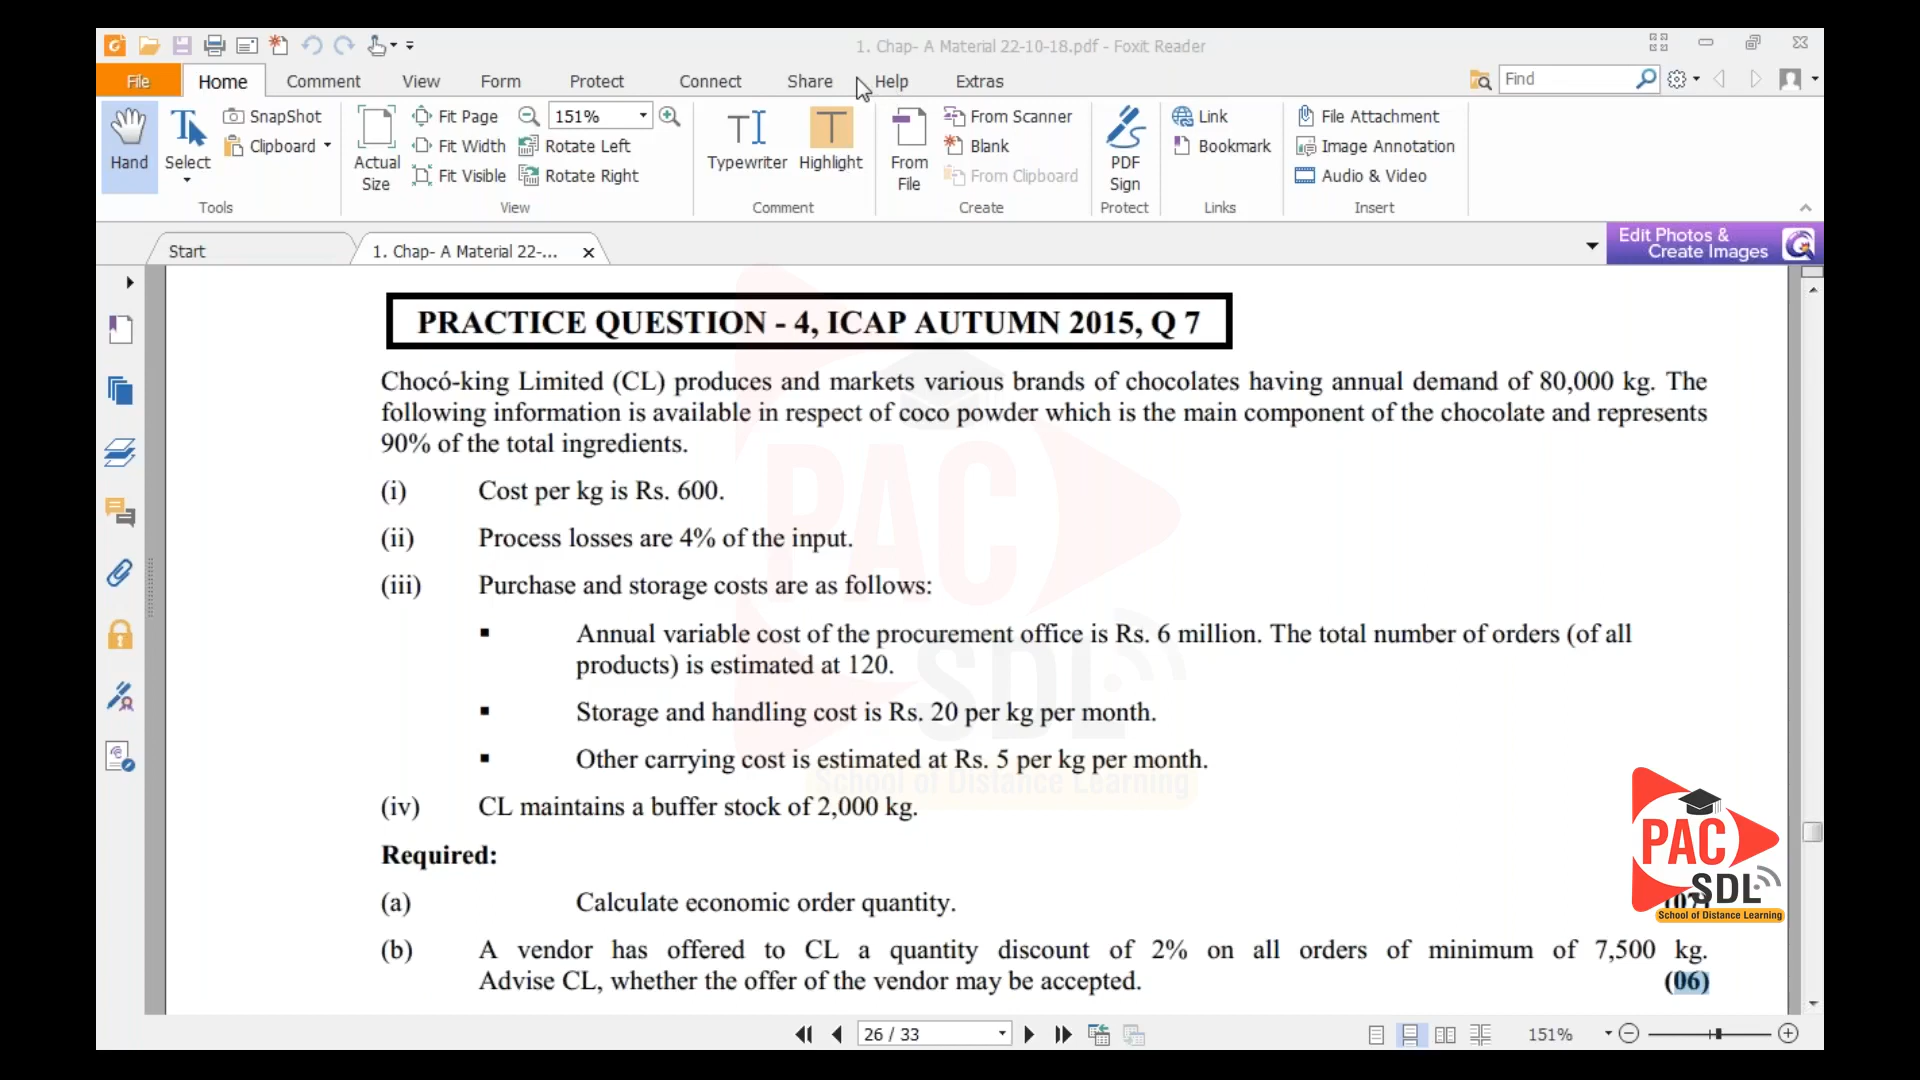 1. Chap- A Material 22-10-18.pdf - Foxit Reader
File Home Comment View Form Protect Connect Share Help Extras Find
Hand Select SnapShot Clipboard Actual Size Fit Page Fit Width Fit Visible 151% Rotate Left Rotate Right Typewriter Highlight From File From Scanner Blank From Clipboard PDF Sign Link Bookmark File Attachment Image Annotation Audio & Video
Tools View Comment Create Protect Links Insert
Start 1. Chap- A Material 22-...
Edit Photos &
Create Images
PRACTICE QUESTION - 4, ICAP AUTUMN 2015, Q 7
Chocó-king Limited (CL) produces and markets various brands of chocolates having annual demand of 80,000 kg. The
following information is available in respect of coco powder which is the main component of the chocolate and represents
90% of the total ingredients.
(i) Cost per kg is Rs. 600.
(ii) Process losses are 4% of the input.
(iii) Purchase and storage costs are as follows:
▪ Annual variable cost of the procurement office is Rs. 6 million. The total number of orders (of all
products) is estimated at 120.
▪ Storage and handling cost is Rs. 20 per kg per month.
▪ Other carrying cost is estimated at Rs. 5 per kg per month.
(iv) CL maintains a buffer stock of 2,000 kg.
Required:
(a) Calculate economic order quantity.
(b) A vendor has offered to CL a quantity discount of 2% on all orders of minimum of 7,500 kg.
Advise CL, whether the offer of the vendor may be accepted. (06)
PAC
SDL
School of Distance Learning
PAC
SDL
School of Distance Learning
26 / 33 151%